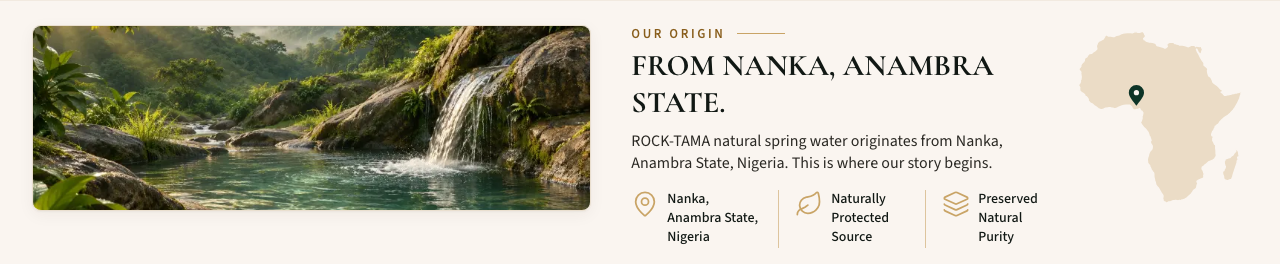 OUR ORIGIN
FROM NANKA, ANAMBRA
STATE.
ROCK-TAMA natural spring water originates from Nanka,
Anambra State, Nigeria. This is where our story begins.
Nanka,
Anambra State,
Nigeria
Naturally
Protected
Source
Preserved
Natural
Purity